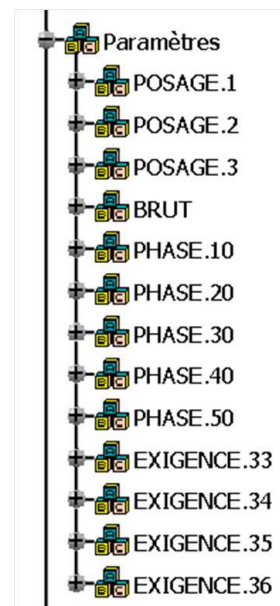 Paramètres
POSAGE.1
POSAGE.2
POSAGE.3
BRUT
PHASE.10
PHASE.20
PHASE.30
PHASE.40
PHASE.50
EXIGENCE.33
EXIGENCE.34
EXIGENCE.35
EXIGENCE.36